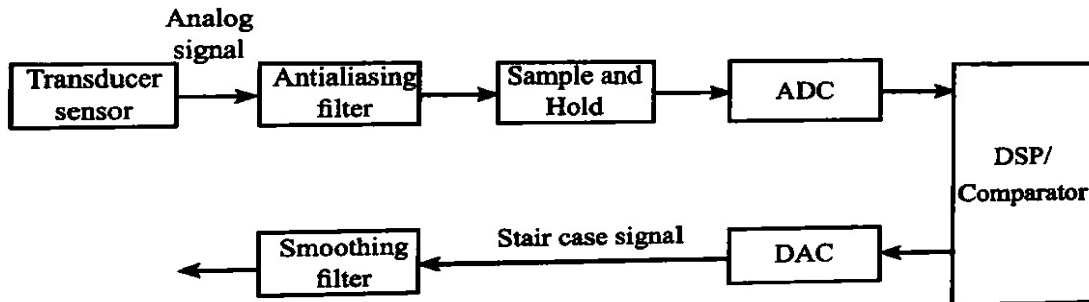 Analog
signal
Transducer
sensor
Antialiasing
filter
Sample and
Hold
ADC
DSP/
Comparator
DAC
Stair case signal
Smoothing
filter